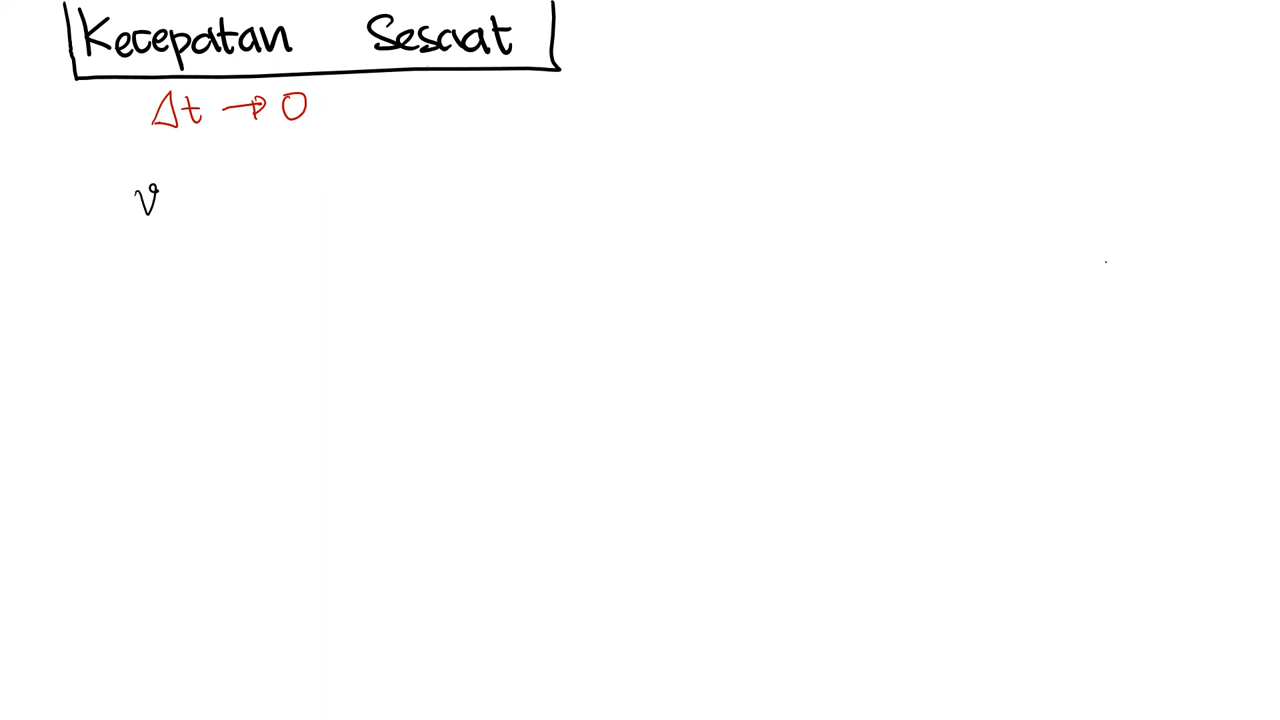 Kecepatan Sesaat
Δt → 0
v